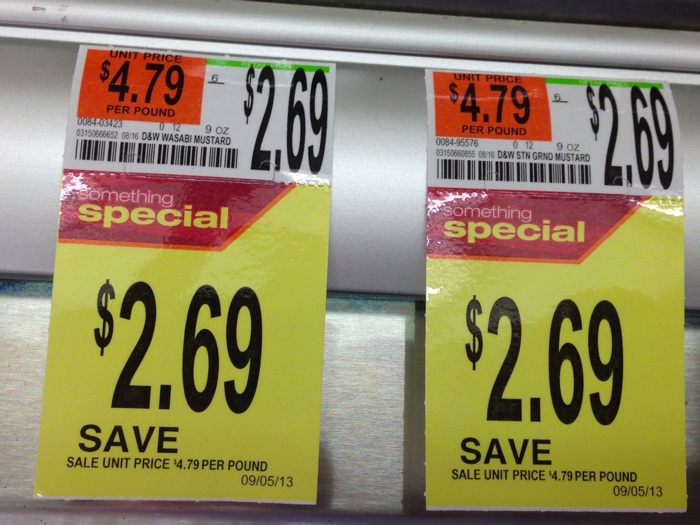 UNIT PRICE
$4.79
PER POUND
6
$2.69
0084-03423 0 12 9 OZ
03150666652 08/16 D&W WASABI MUSTARD
something
special
$2.69
SAVE
SALE UNIT PRICE $4.79 PER POUND
09/05/13
UNIT PRICE
$4.79
PER POUND
6
$2.69
0084-95576 0 12 9 OZ
03150660855 08/16 D&W STN GRND MUSTARD
something
special
$2.69
SAVE
SALE UNIT PRICE $4.79 PER POUND
09/05/13